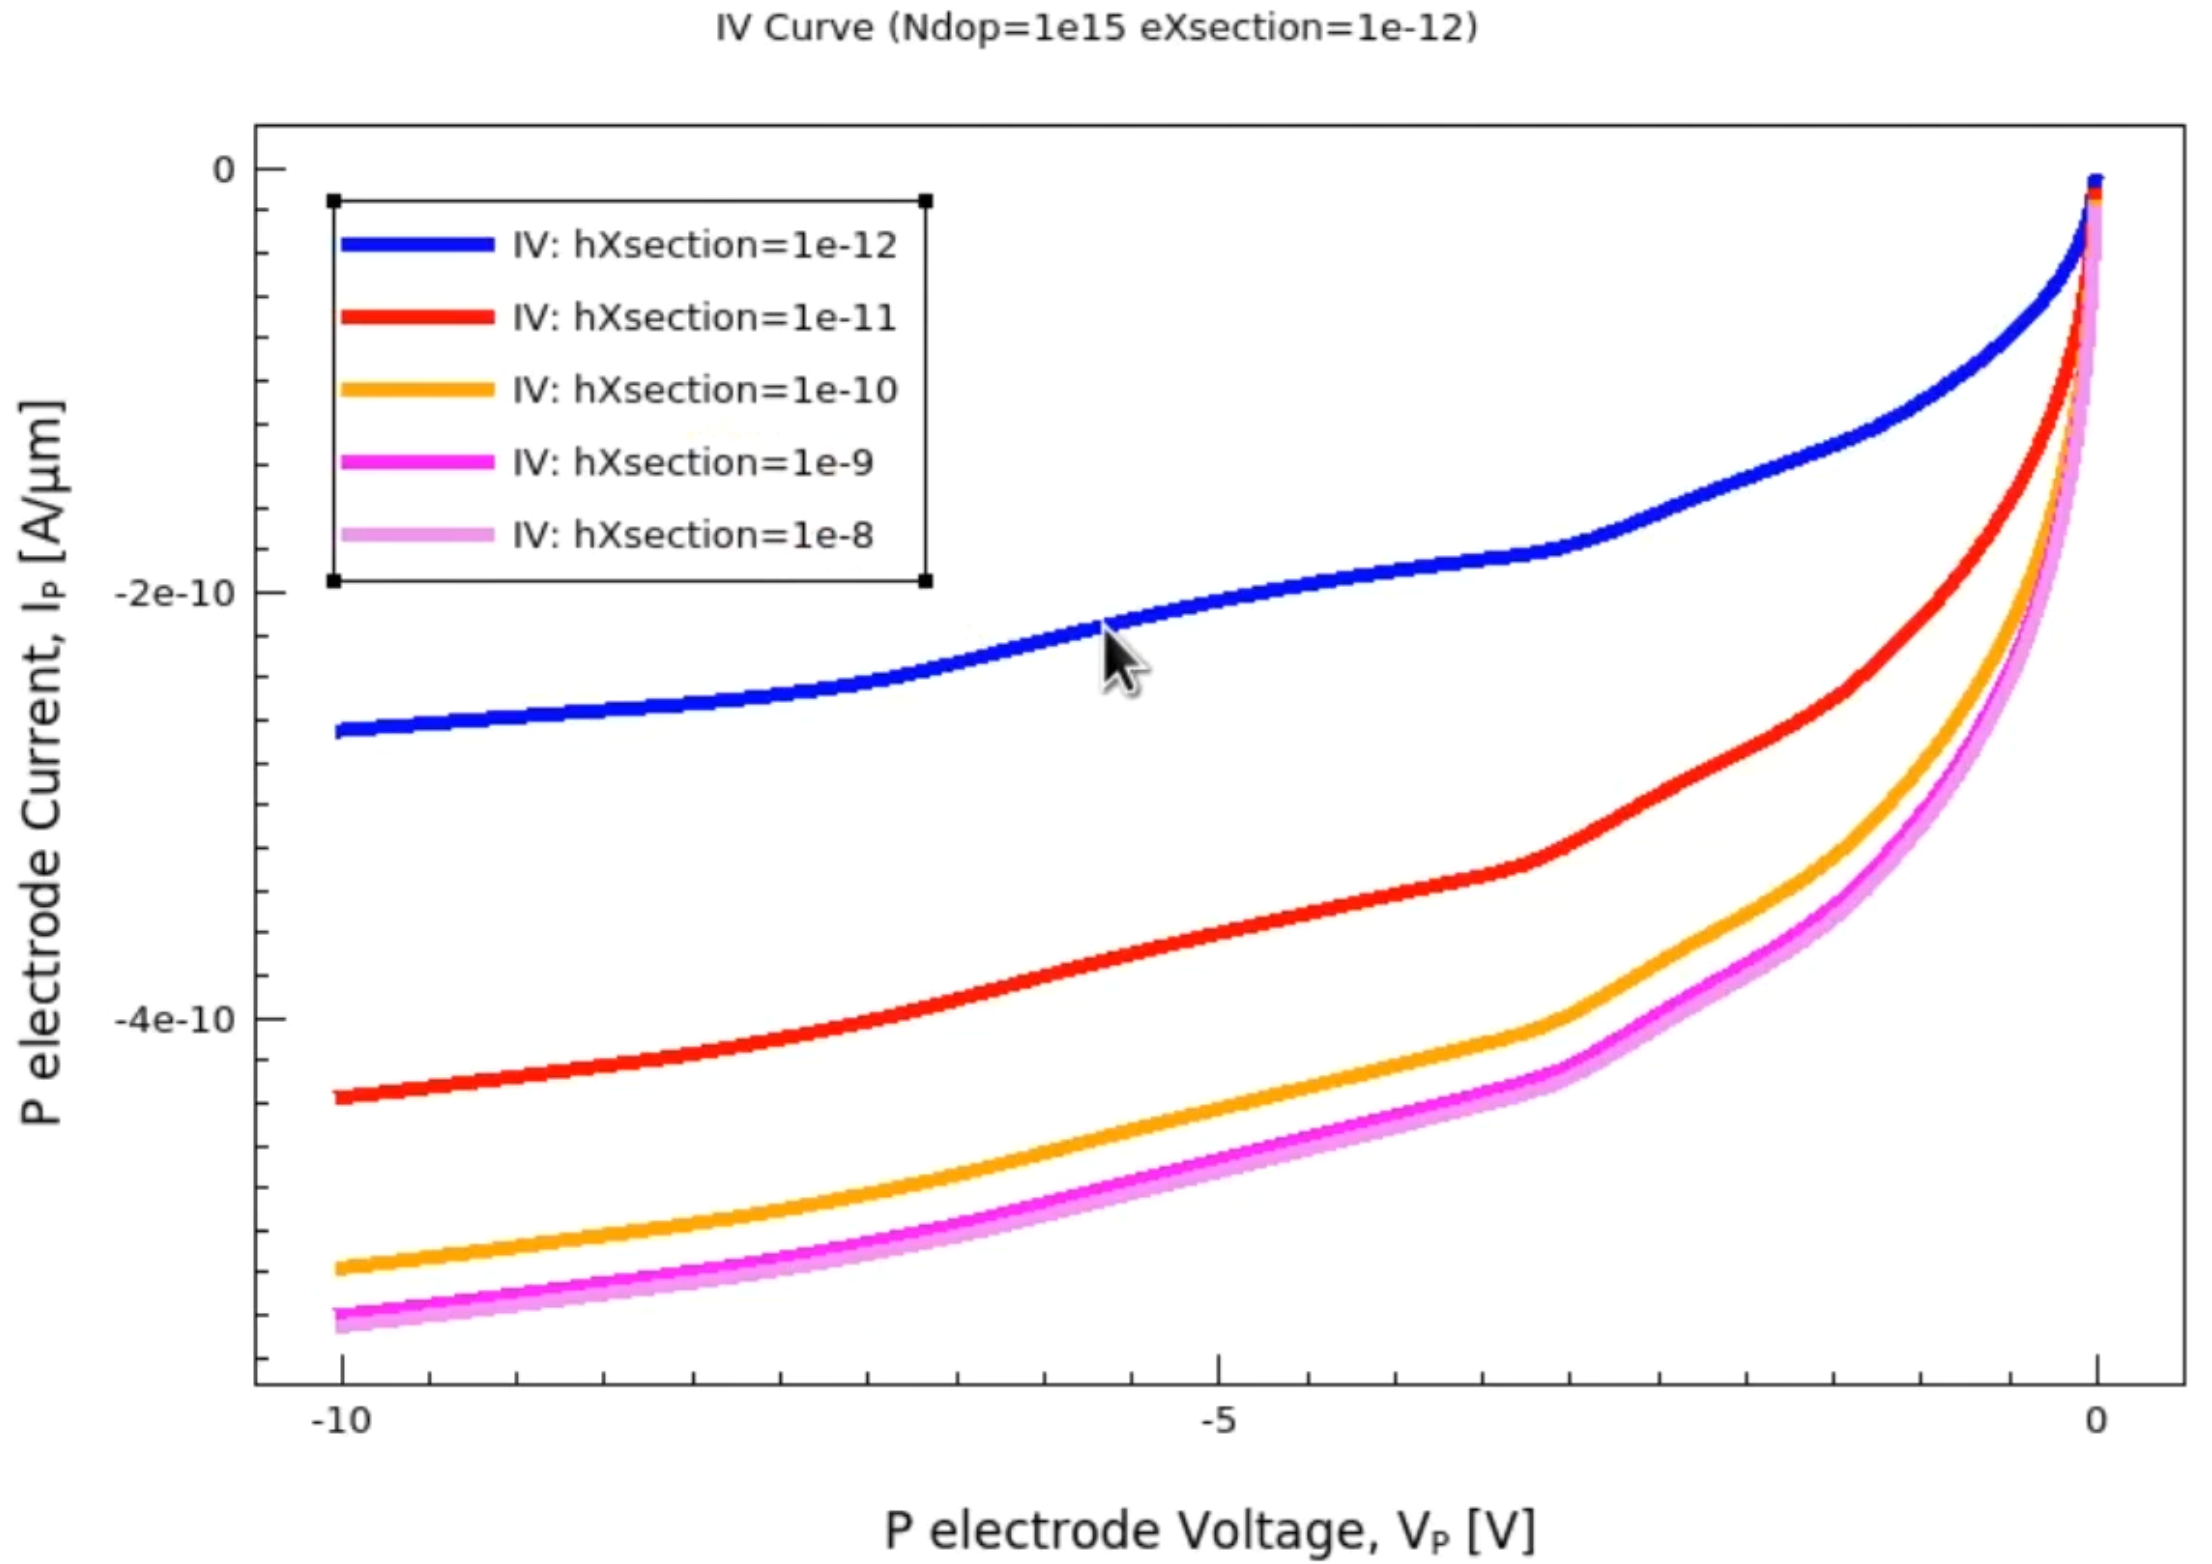 IV Curve (Ndop=1e15 eXsection=1e-12)
0
IV: hXsection=1e-12
IV: hXsection=1e-11
IV: hXsection=1e-10
IV: hXsection=1e-9
IV: hXsection=1e-8
-2e-10
-4e-10
P electrode Current, IP [A/μm]
-10
-5
0
P electrode Voltage, VP [V]